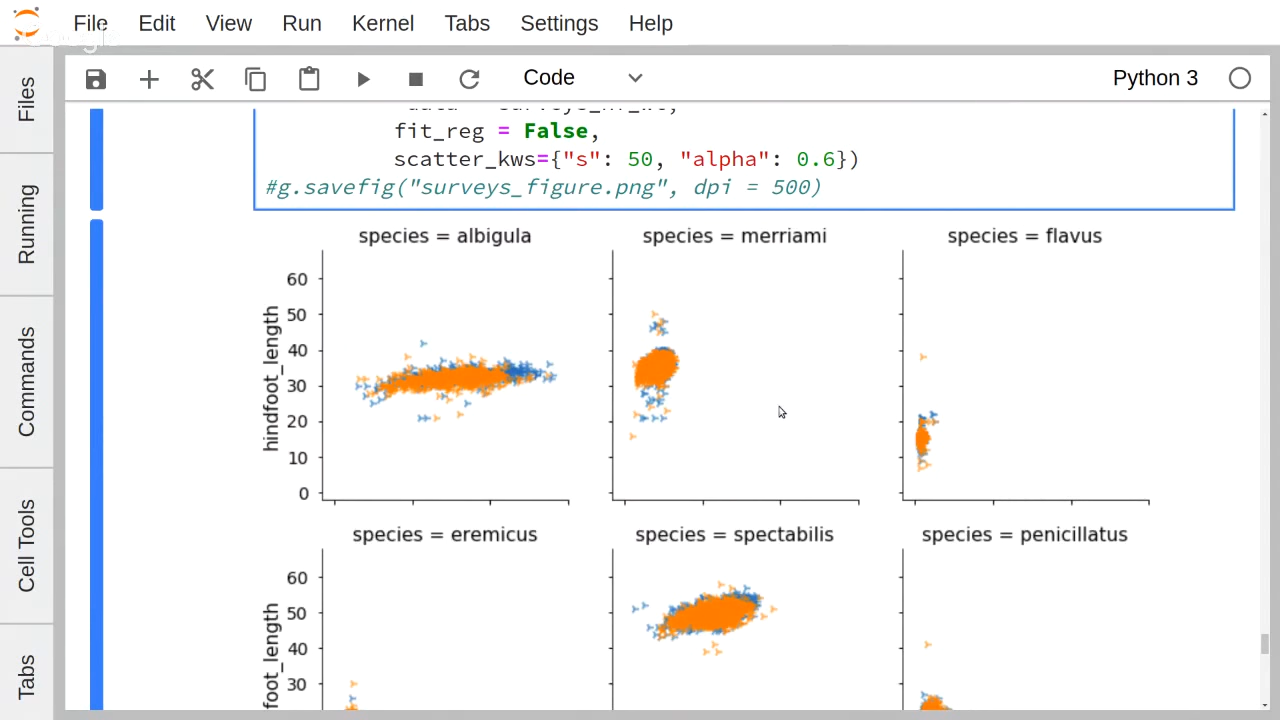 File Edit View Run Kernel Tabs Settings Help
Google
Code
Python 3
Files
Running
Commands
Cell Tools
Tabs
fit_reg = False,
scatter_kws={"s": 50, "alpha": 0.6})
#g.savefig("surveys_figure.png", dpi = 500)
species = albigula
species = merriami
species = flavus
hindfoot_length
60
50
40
30
20
10
0
species = eremicus
species = spectabilis
species = penicillatus
foot_length
60
50
40
30